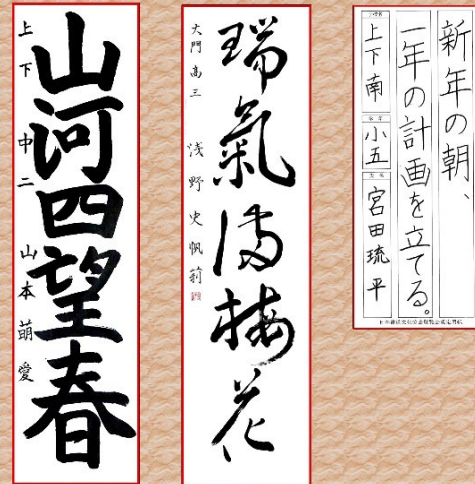 新年の朝、
一年の計画を立てる。
上下南
小五
宮田琉平
瑞氣満梅花
大門高三
浅野史帆莉
山河四望春
上下中二
山本萌愛